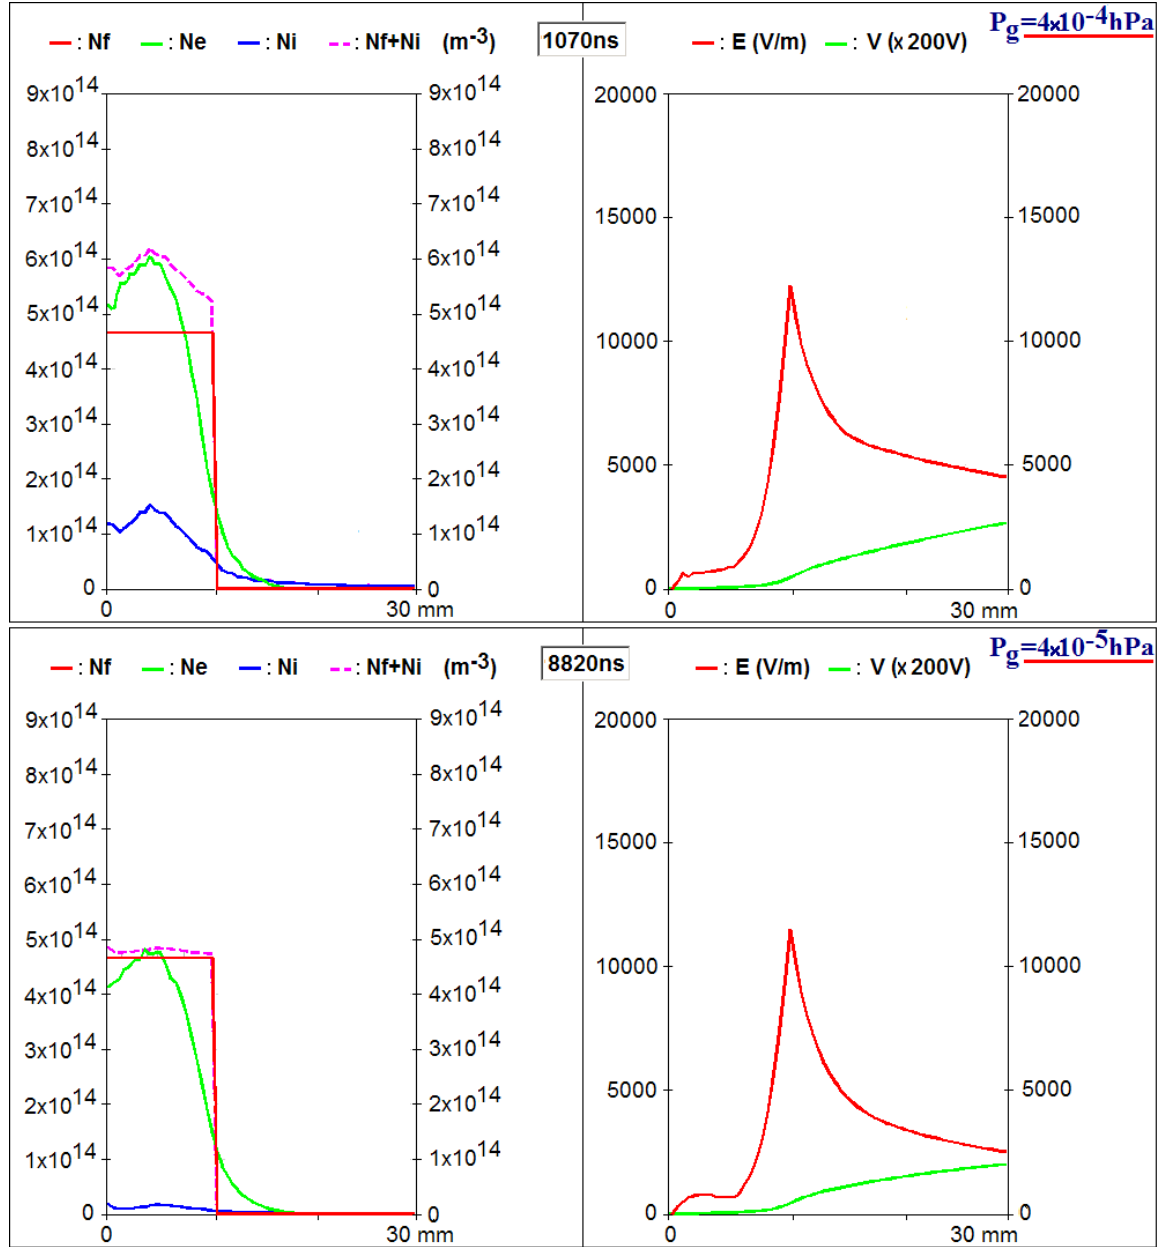 — : Nf — : Ne — : Ni -- : Nf+Ni (m-3) 1070ns — : E (V/m) — : V (x 200V) Pg=4x10-4hPa
9x10^14 9x10^14 20000 20000
8x10^14 8x10^14
7x10^14 7x10^14 15000 15000
6x10^14 6x10^14
5x10^14 5x10^14
4x10^14 4x10^14 10000 10000
3x10^14 3x10^14
2x10^14 2x10^14 5000 5000
1x10^14 1x10^14
0 0 0 0
0 30 mm 0 30 mm
— : Nf — : Ne — : Ni -- : Nf+Ni (m-3) 8820ns — : E (V/m) — : V (x 200V) Pg=4x10-5hPa
9x10^14 9x10^14 20000 20000
8x10^14 8x10^14
7x10^14 7x10^14 15000 15000
6x10^14 6x10^14
5x10^14 5x10^14 10000 10000
4x10^14 4x10^14
3x10^14 3x10^14
2x10^14 2x10^14 5000 5000
1x10^14 1x10^14
0 0 0 0
0 30 mm 0 30 mm